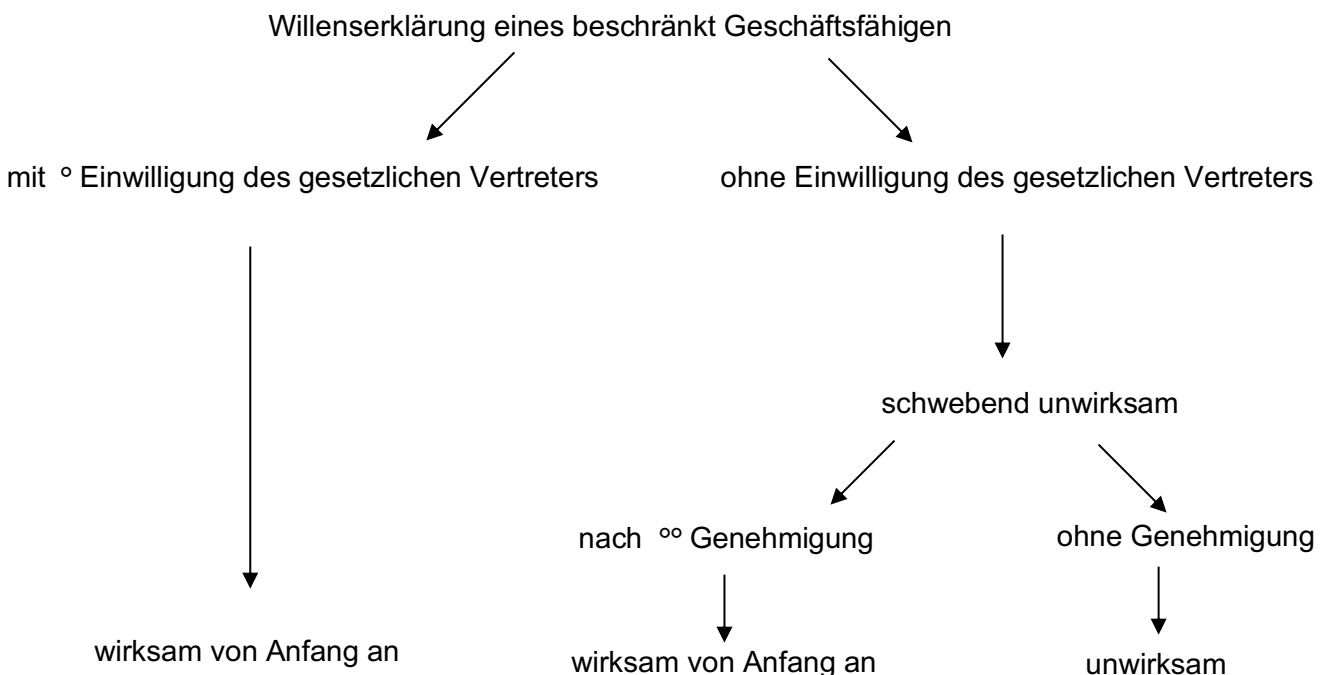 Willenserklärung eines beschränkt Geschäftsfähigen
mit º Einwilligung des gesetzlichen Vertreters
ohne Einwilligung des gesetzlichen Vertreters
schwebend unwirksam
nach ºº Genehmigung
ohne Genehmigung
wirksam von Anfang an
wirksam von Anfang an
unwirksam